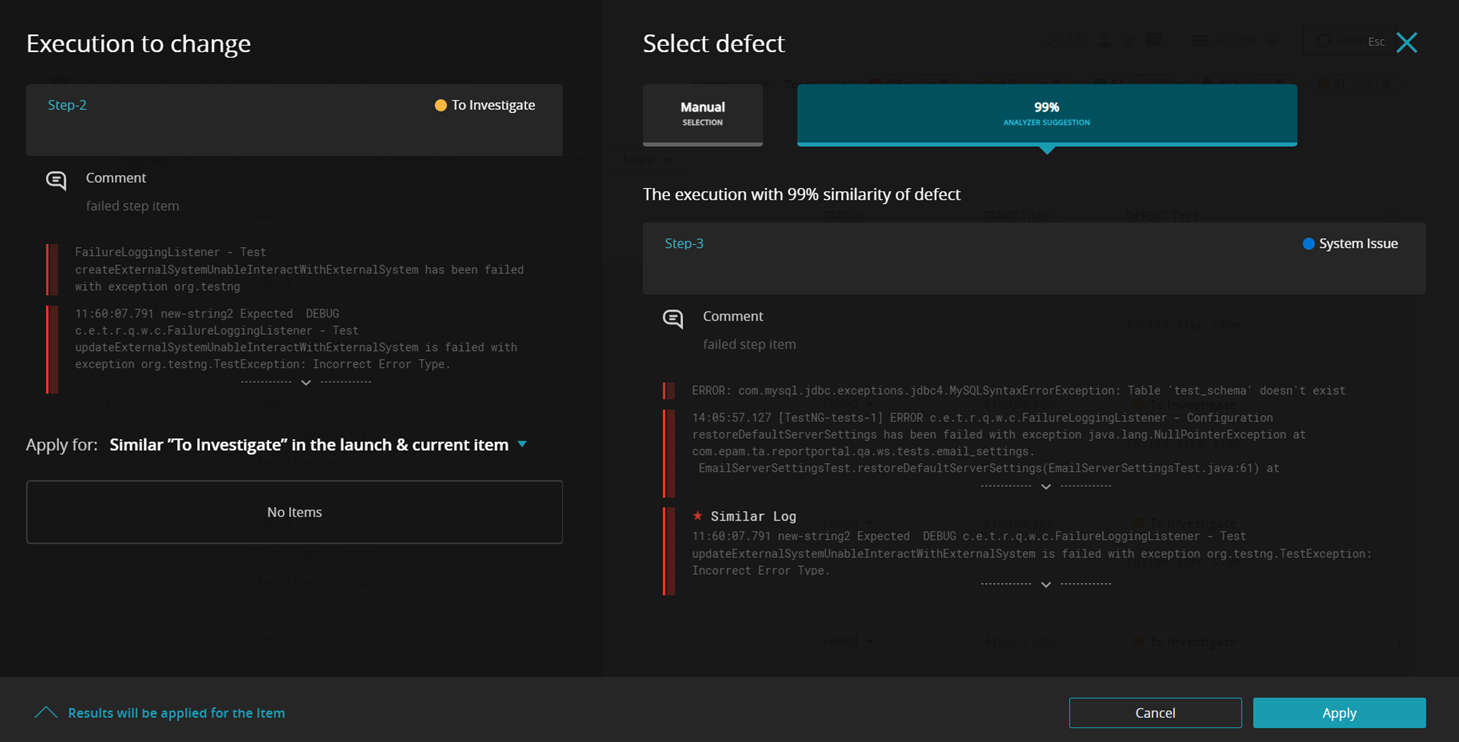 Execution to change
Step-2
To Investigate
Comment
failed step item
FailureLoggingListener - Test
createExternalSystemUnableInteractWithExternalSystem has been failed
with exception org.testng
11:60:07.791 new-string2 Expected  DEBUG
c.e.t.r.q.w.c.FailureLoggingListener - Test
updateExternalSystemUnableInteractWithExternalSystem is failed with
exception org.testng.TestException: Incorrect Error Type.
Apply for: Similar ”To Investigate” in the launch & current item
No Items
Select defect
Esc
Manual
SELECTION
99%
ANALYZER SUGGESTION
The execution with 99% similarity of defect
Step-3
System Issue
Comment
failed step item
ERROR: com.mysql.jdbc.exceptions.jdbc4.MySQLSyntaxErrorException: Table 'test_schema' doesn't exist
14:05:57.127 [TestNG-tests-1] ERROR c.e.t.r.q.w.c.FailureLoggingListener - Configuration
restoreDefaultServerSettings has been failed with exception java.lang.NullPointerException at
com.epam.ta.reportportal.qa.ws.tests.email_settings.
EmailServerSettingsTest.restoreDefaultServerSettings(EmailServerSettingsTest.java:61) at
Similar Log
11:60:07.791 new-string2 Expected  DEBUG c.e.t.r.q.w.c.FailureLoggingListener - Test
updateExternalSystemUnableInteractWithExternalSystem is failed with exception org.testng.TestException:
Incorrect Error Type.
Results will be applied for the Item
Cancel
Apply